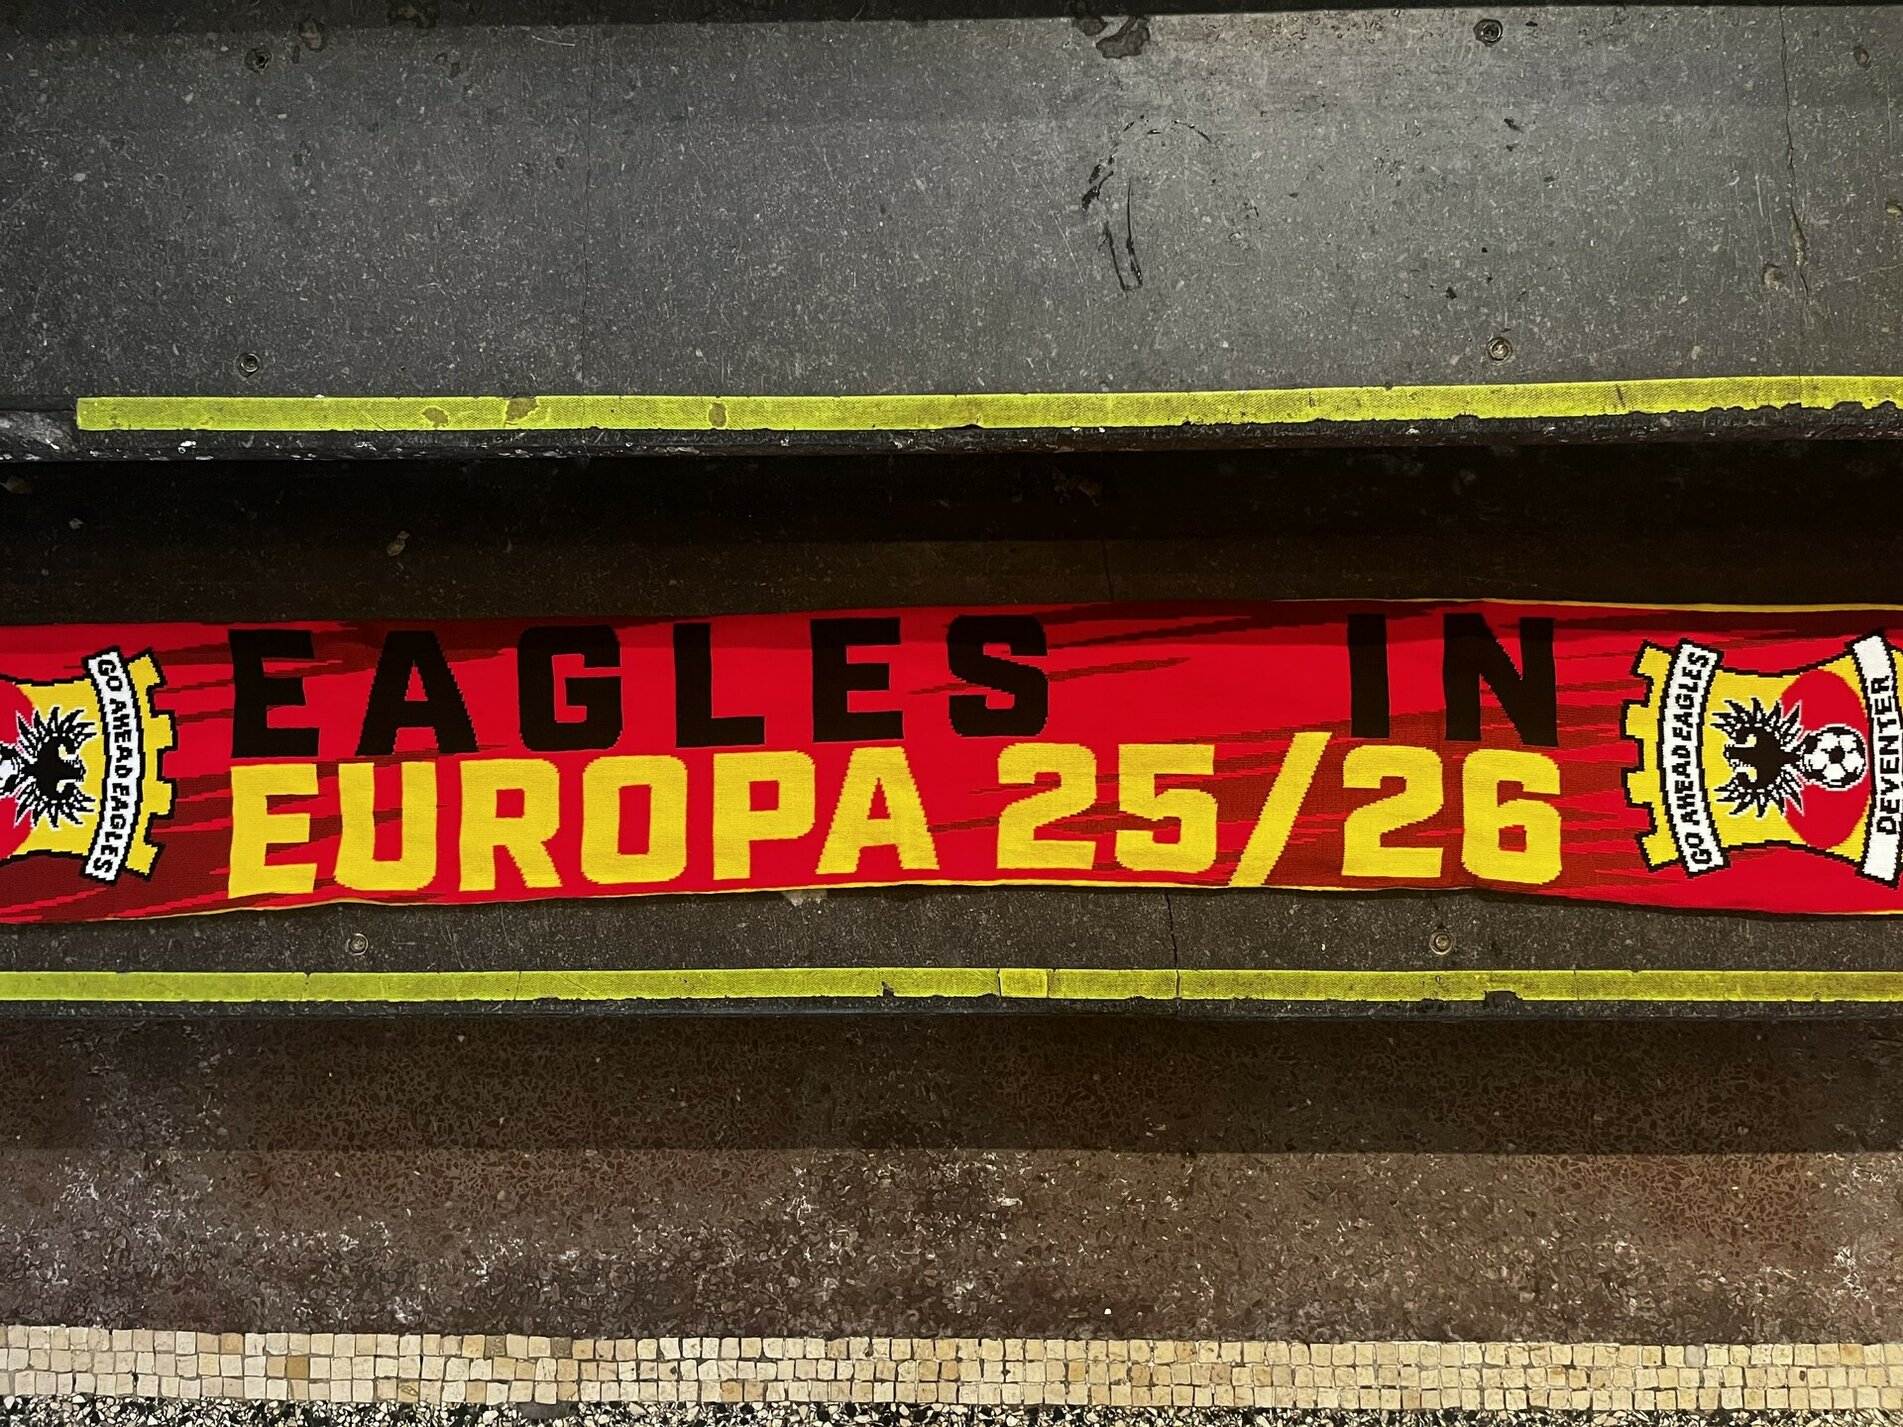 EAGLES IN
EUROPA 25/26
GO AHEAD EAGLES
GO AHEAD EAGLES
DEVENTER